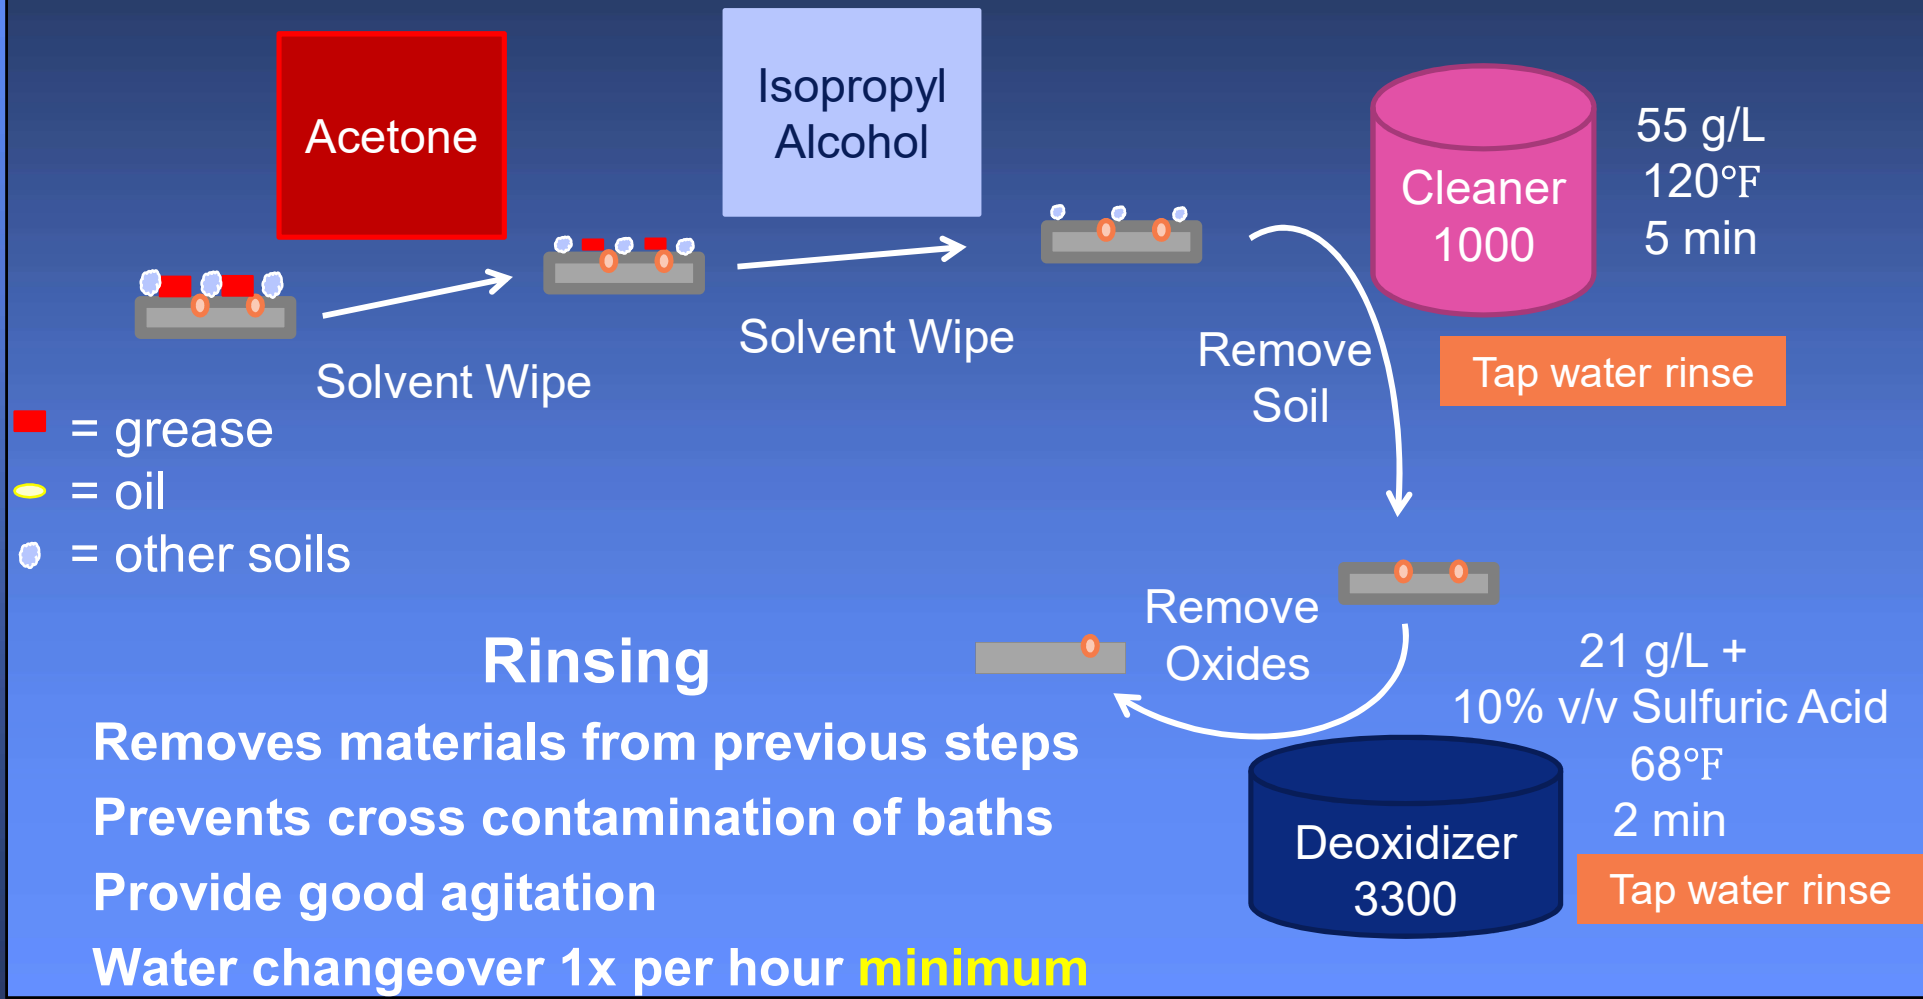 Acetone
Isopropyl
Alcohol
Cleaner
1000
55 g/L
120°F
5 min
Solvent Wipe
Solvent Wipe
Remove
Soil
Tap water rinse
= grease
= oil
= other soils
Remove
Oxides
21 g/L +
10% v/v Sulfuric Acid
68°F
2 min
Deoxidizer
3300
Tap water rinse
Rinsing
Removes materials from previous steps
Prevents cross contamination of baths
Provide good agitation
Water changeover 1x per hour minimum